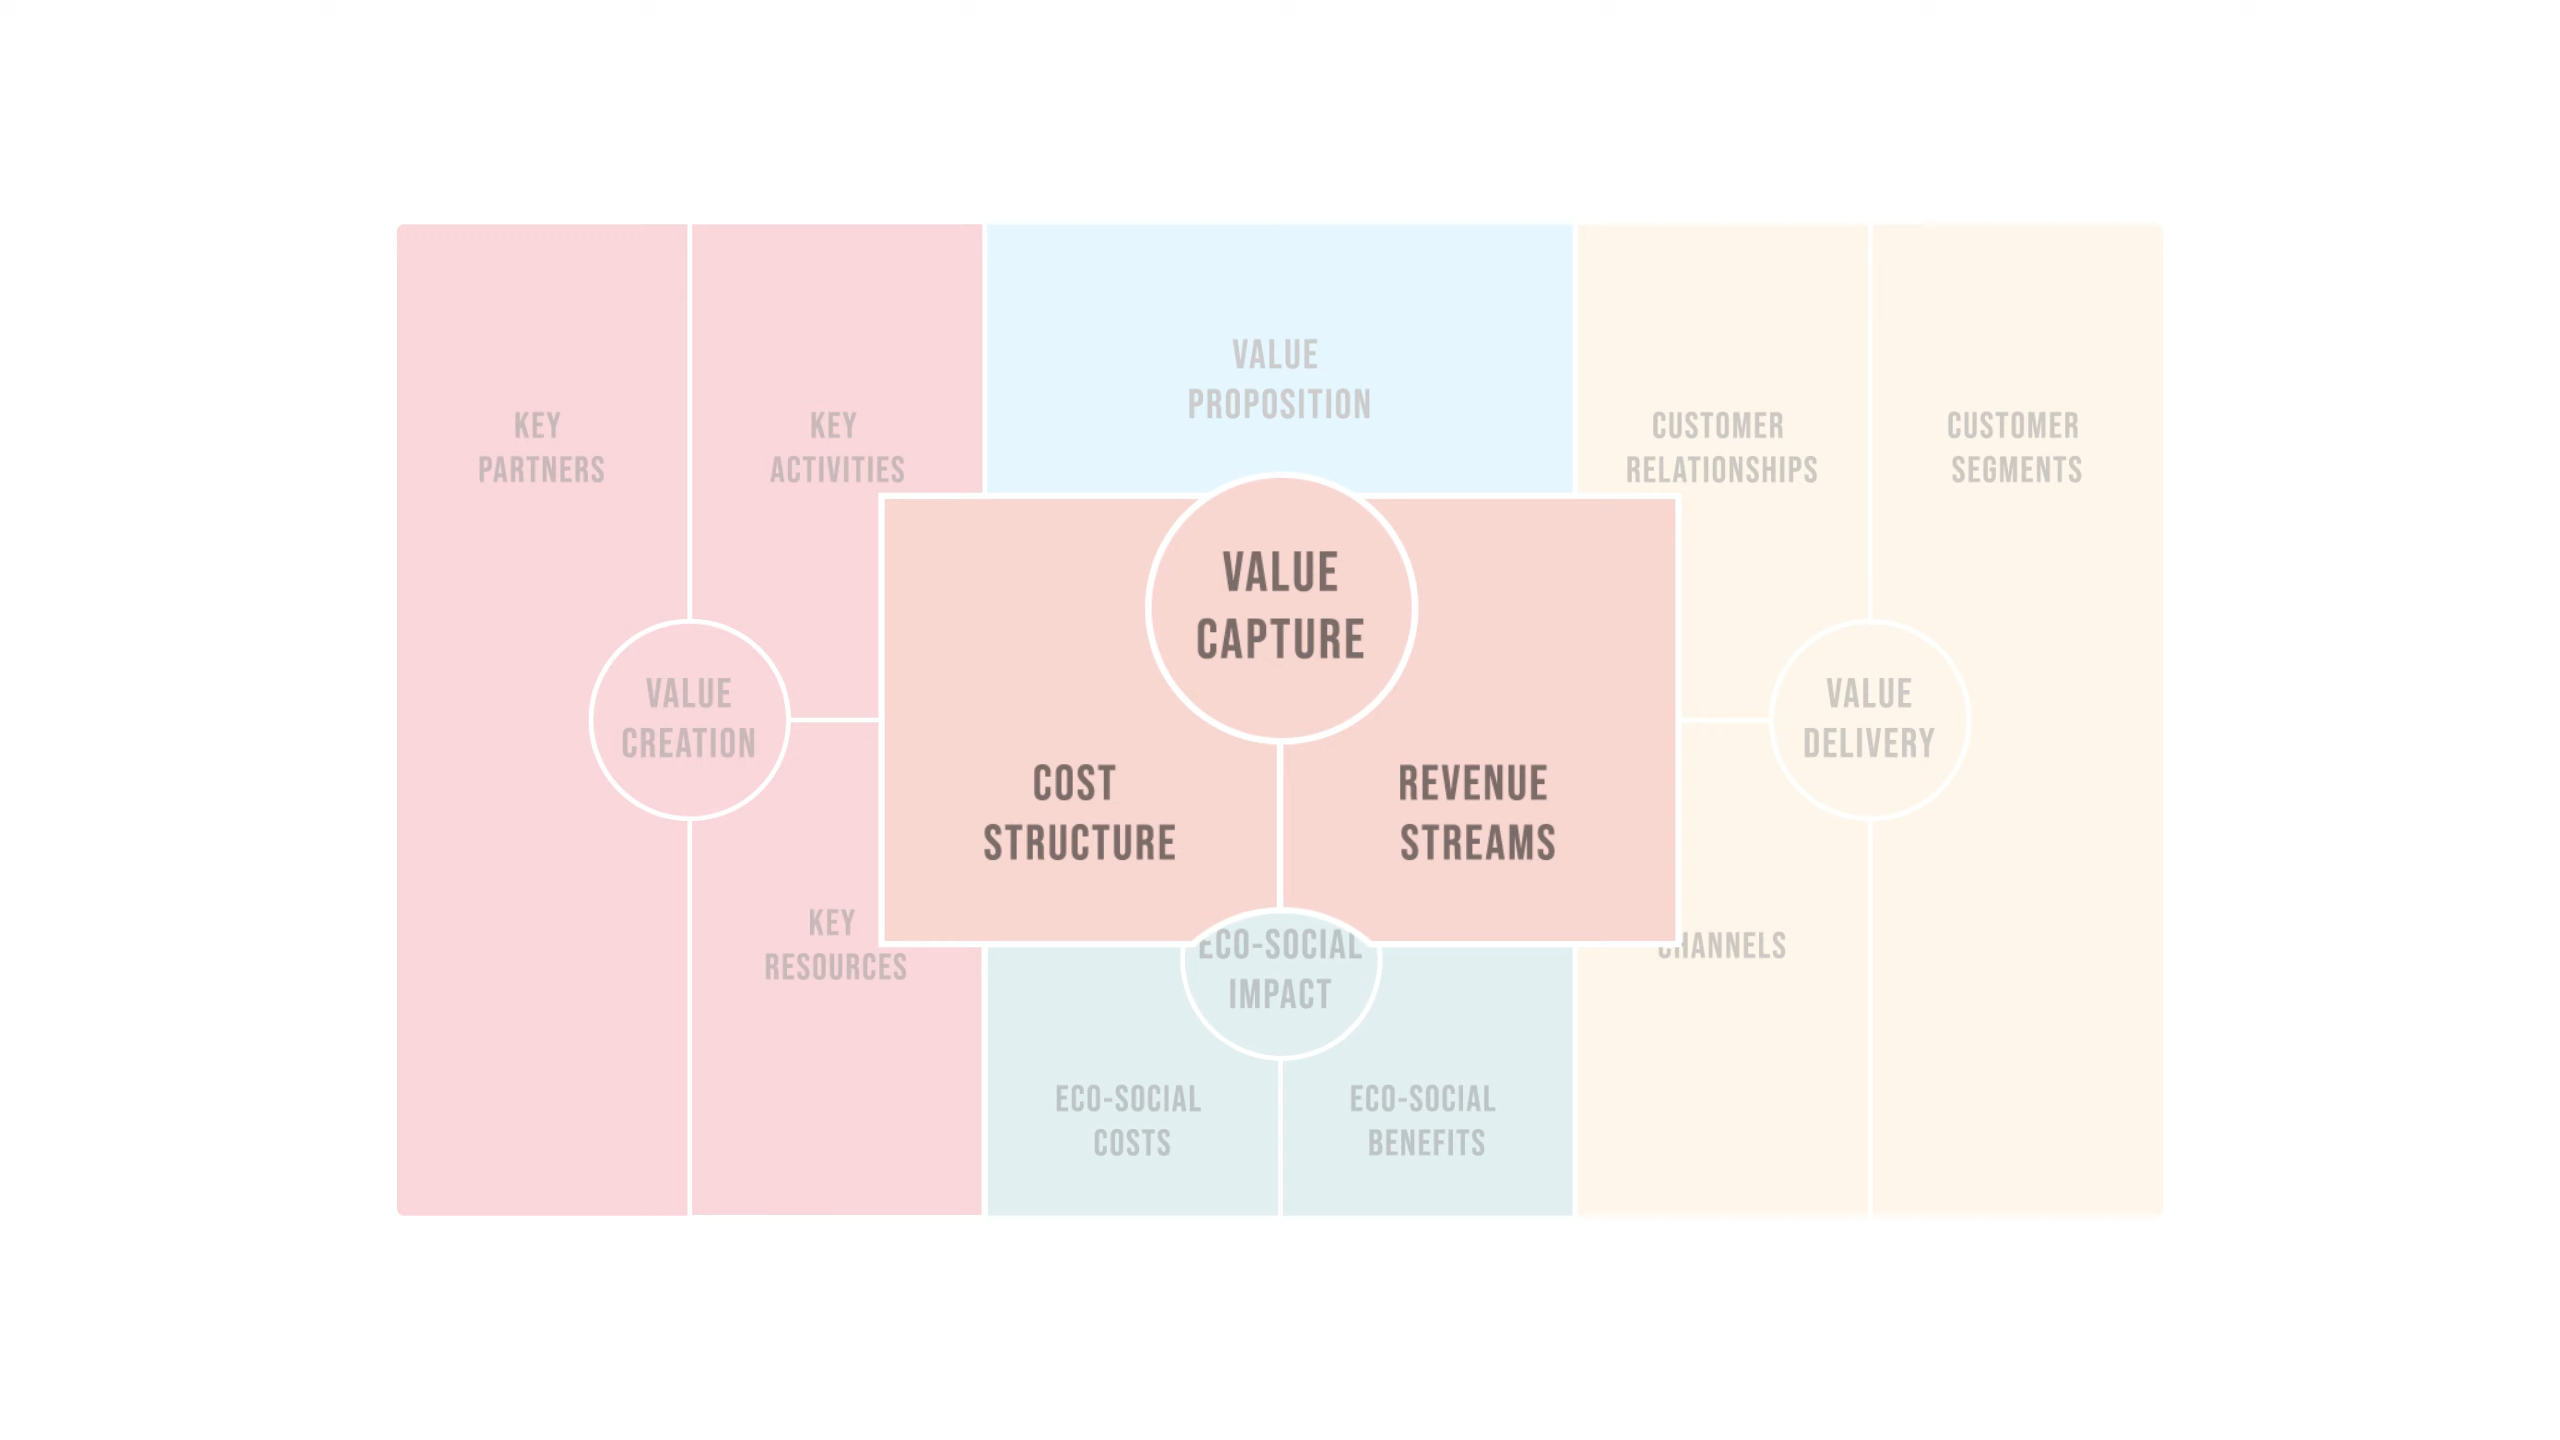 KEY
PARTNERS
KEY
ACTIVITIES
VALUE
CREATION
KEY
RESOURCES
VALUE
PROPOSITION
VALUE
CAPTURE
COST
STRUCTURE
REVENUE
STREAMS
ECO-SOCIAL
IMPACT
ECO-SOCIAL
COSTS
ECO-SOCIAL
BENEFITS
CUSTOMER
RELATIONSHIPS
CUSTOMER
SEGMENTS
VALUE
DELIVERY
CHANNELS